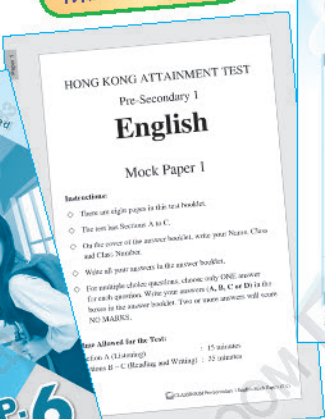 HONG KONG ATTAINMENT TEST
Pre-Secondary 1
English
Mock Paper 1
Instructions:
◇ There are eight pages in this test booklet.
◇ The test has Sections A to C.
◇ On the cover of the answer booklet, write your Name, Class
and Class Number.
◇ Write all your answers in the answer booklet.
◇ For multiple choice questions, choose only ONE answer
for each question. Write your answers (A, B, C or D) in the
boxes in the answer booklet. Two or more answers will score
NO MARKS.
Allowed for the Test:
(Listening) : 15 minutes
B – C (Reading and Writing) : 35 minutes
P.6